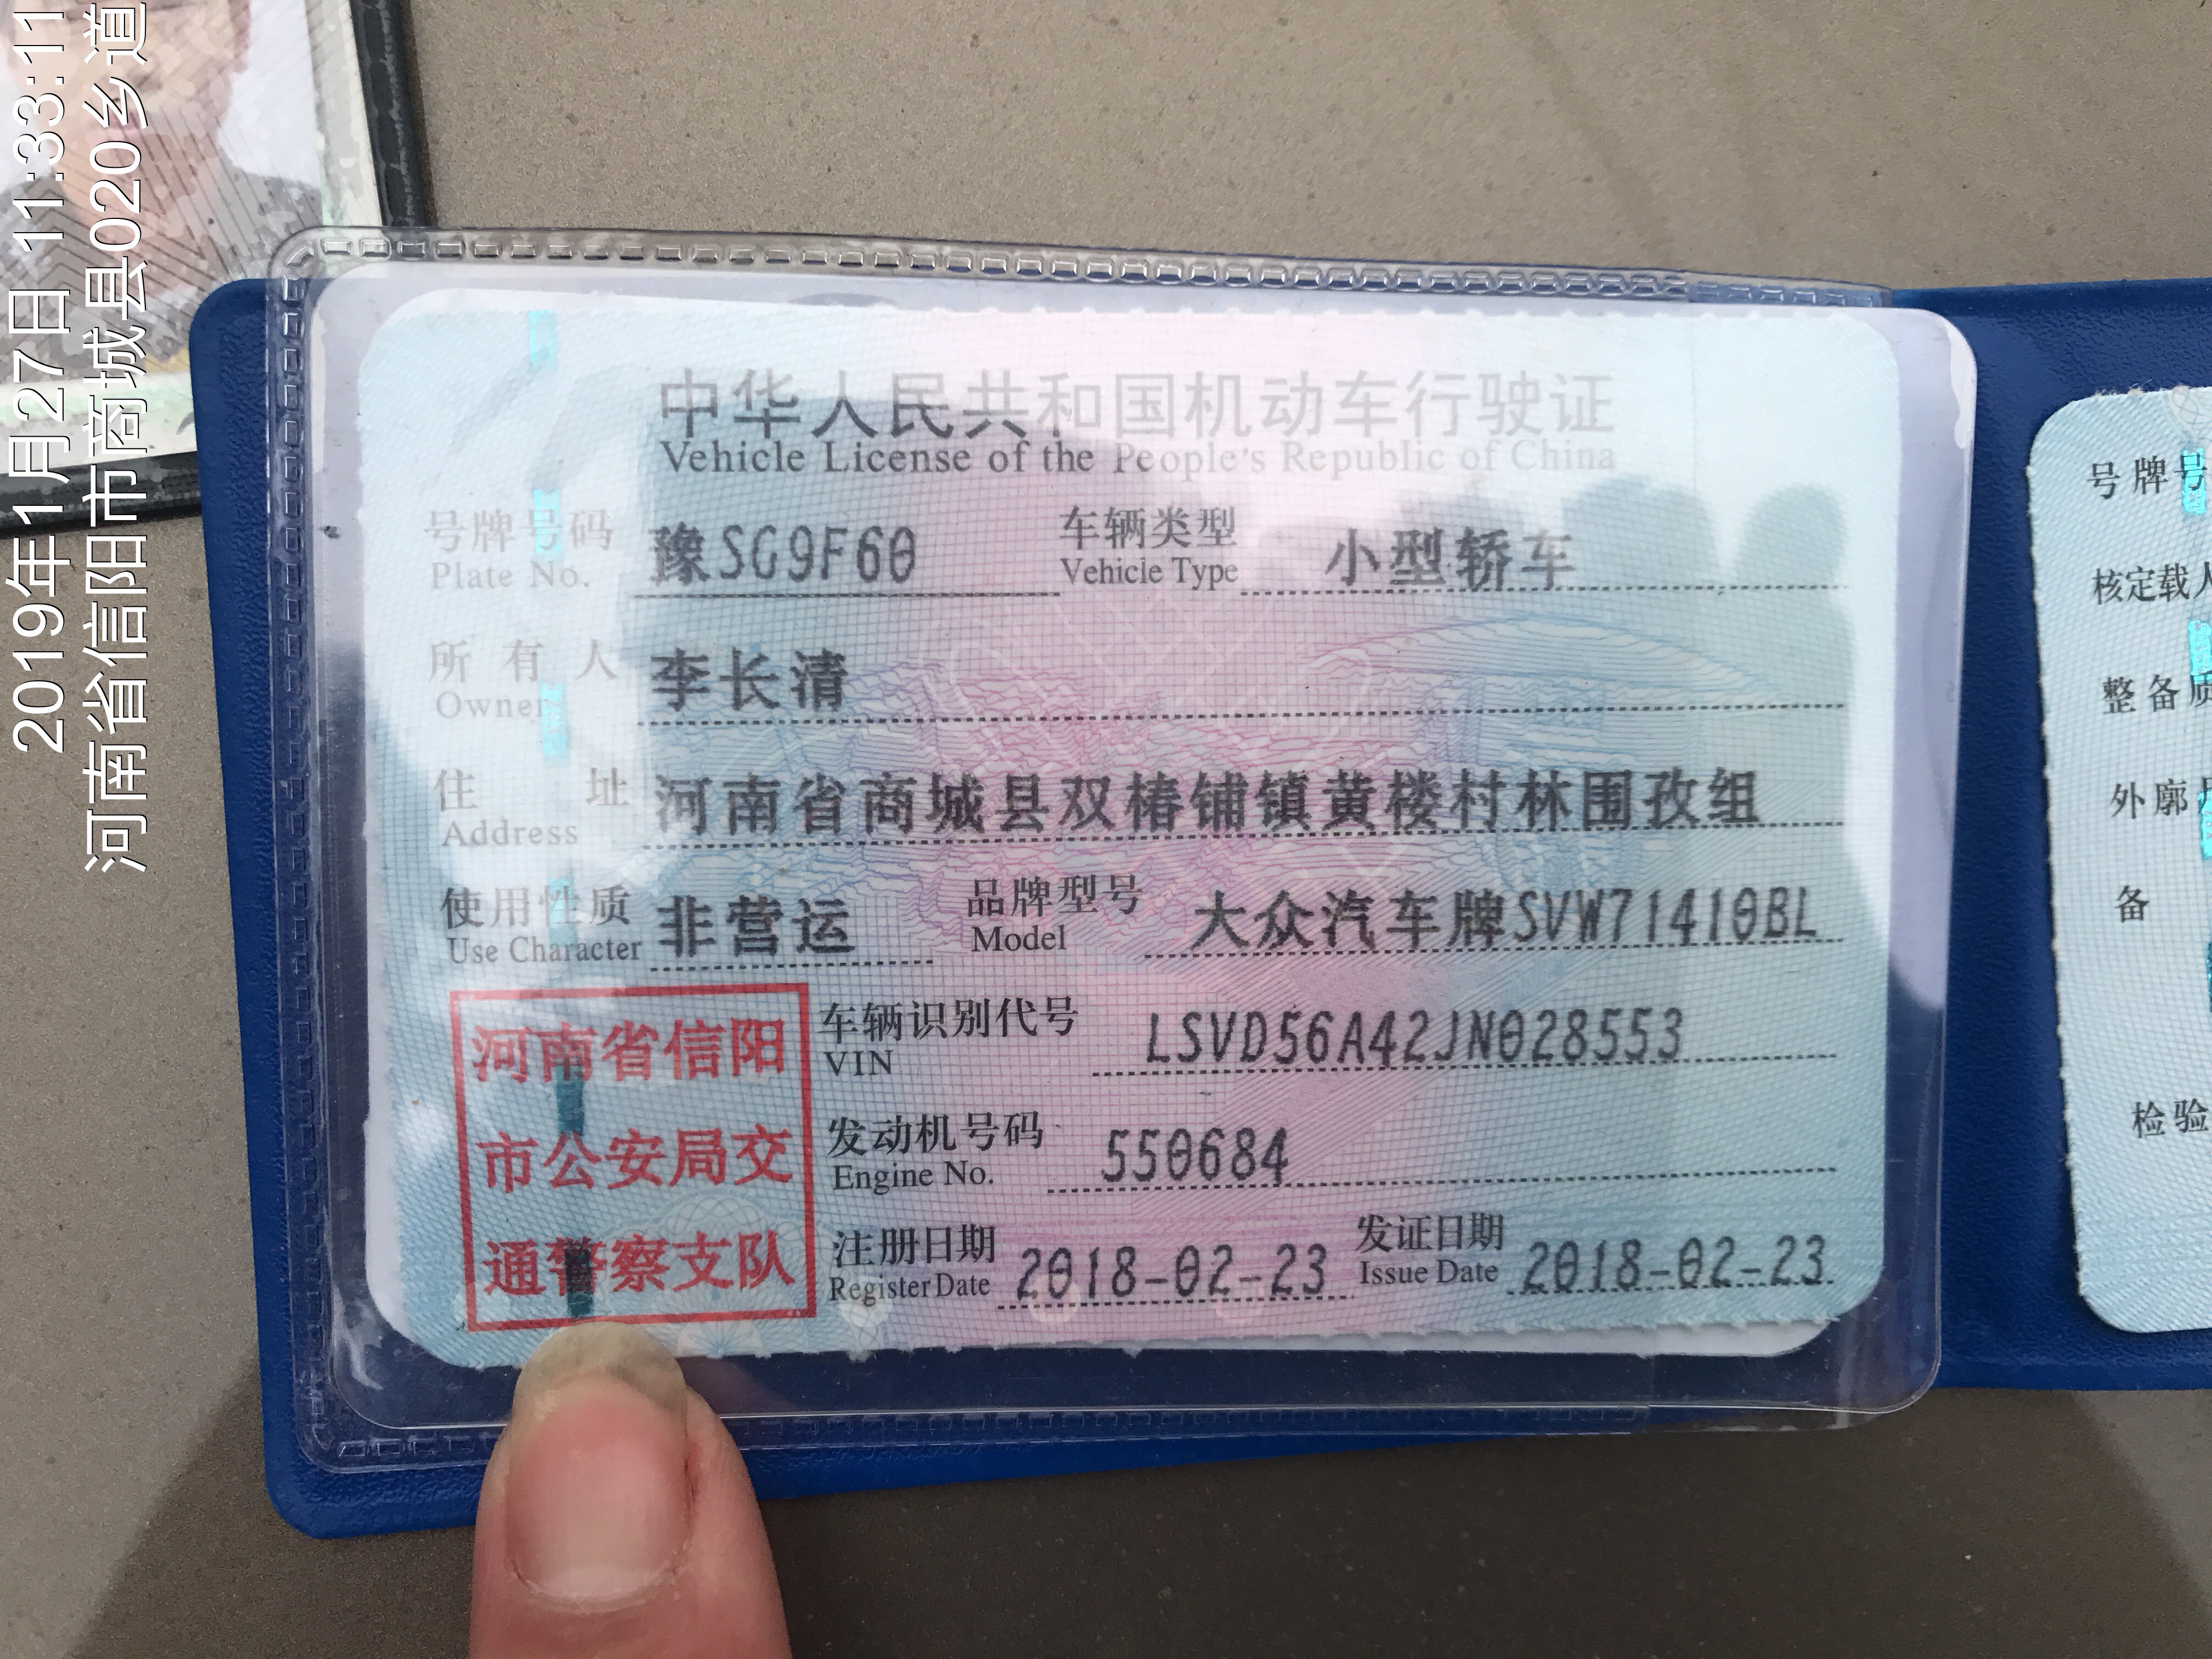 2019年1月27日 11:33:11
河南省信阳市商城县020乡道
中华人民共和国机动车行驶证
Vehicle License of the People's Republic of China
号牌号码 豫SG9F60 车辆类型 小型轿车
Plate No. Vehicle Type
所有人 李长清
Owner
住址 河南省商城县双椿铺镇黄楼村林围孜组
Address
使用性质 非营运 品牌型号 大众汽车牌SVW71410BL
Use Character Model
河南省信阳
市公安局交
通警察支队
车辆识别代号 LSVD56A42JN028553
VIN
发动机号码 550684
Engine No.
注册日期 2018-02-23 发证日期 2018-02-23
Register Date Issue Date
号牌号
核定载人
整备质
外廓
备
检验